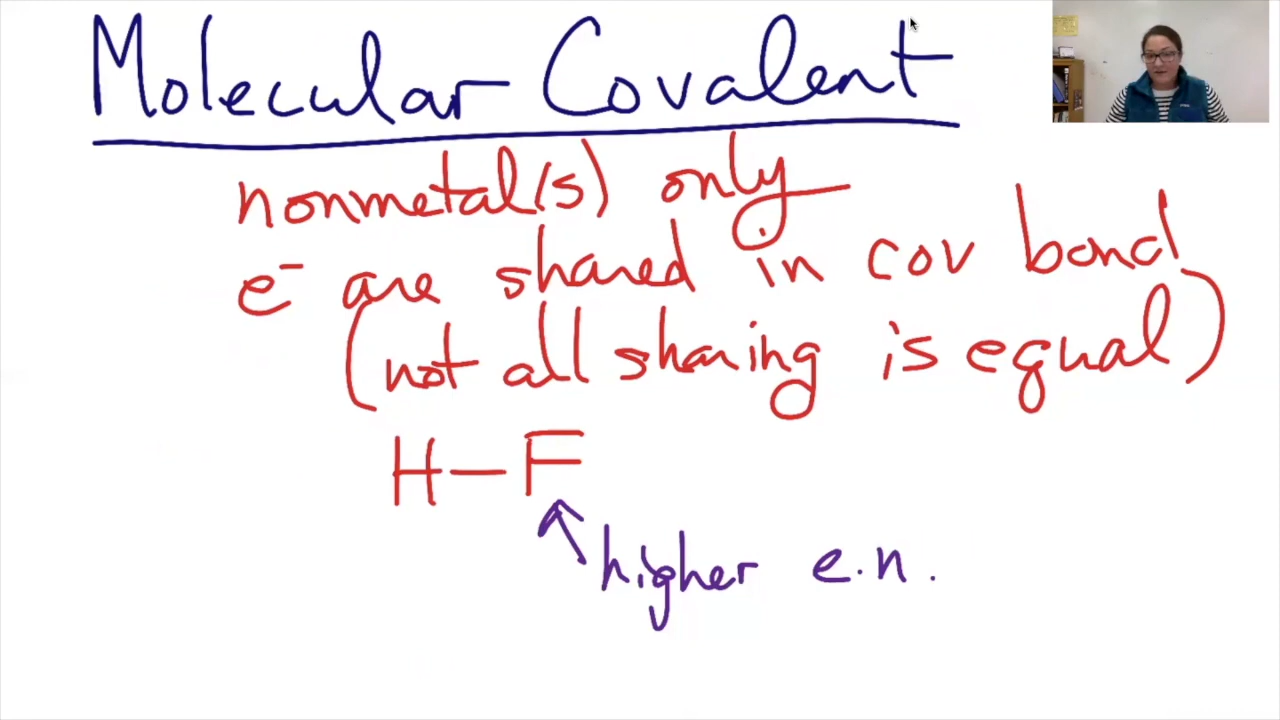 Molecular Covalent
nonmetal(s) only
e⁻ are shared in cov bond
(not all sharing is equal)
H—F
higher e.n.